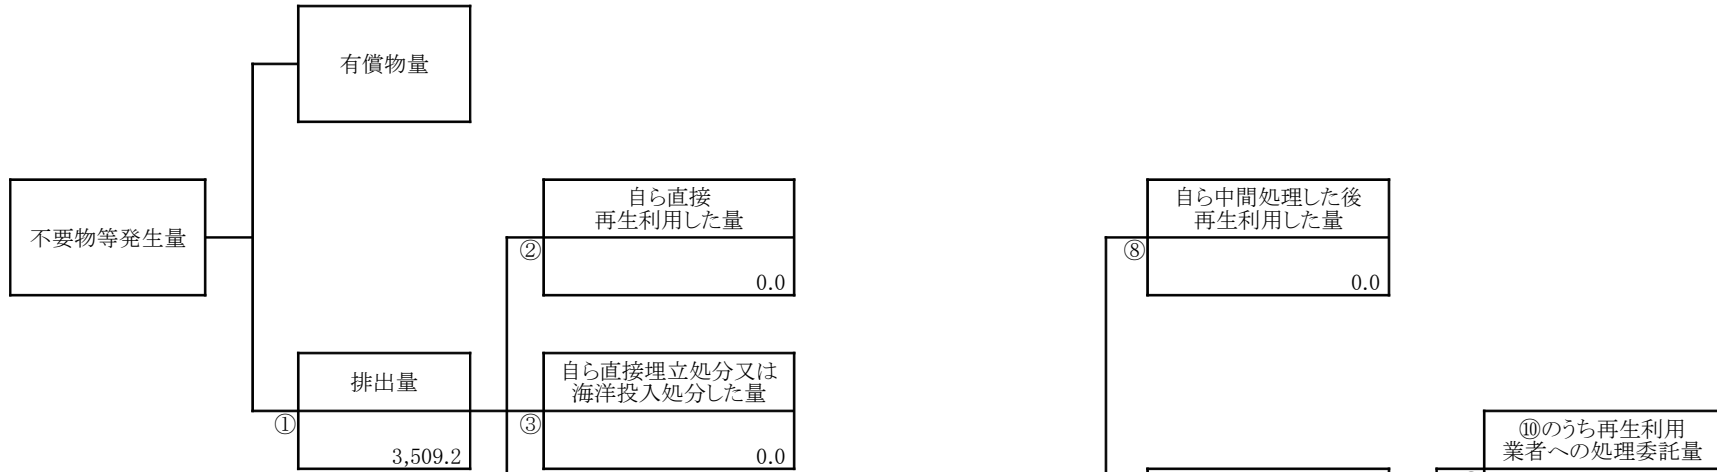 有償物量
不要物等発生量
自ら直接
再生利用した量
②
0.0
自ら中間処理した後
再生利用した量
⑧
0.0
排出量
①
3,509.2
自ら直接埋立処分又は
海洋投入処分した量
③
0.0
⑩のうち再生利用
業者への処理委託量